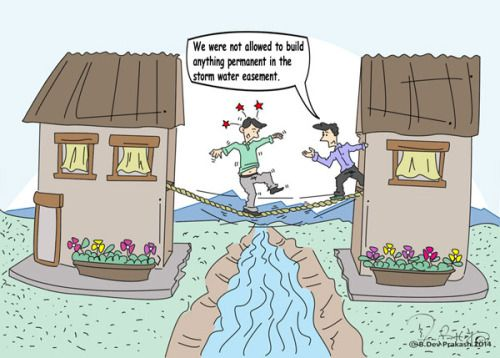 We were not allowed to build
anything permanent in the
storm water easement.
©B.Dev Prakash 2014